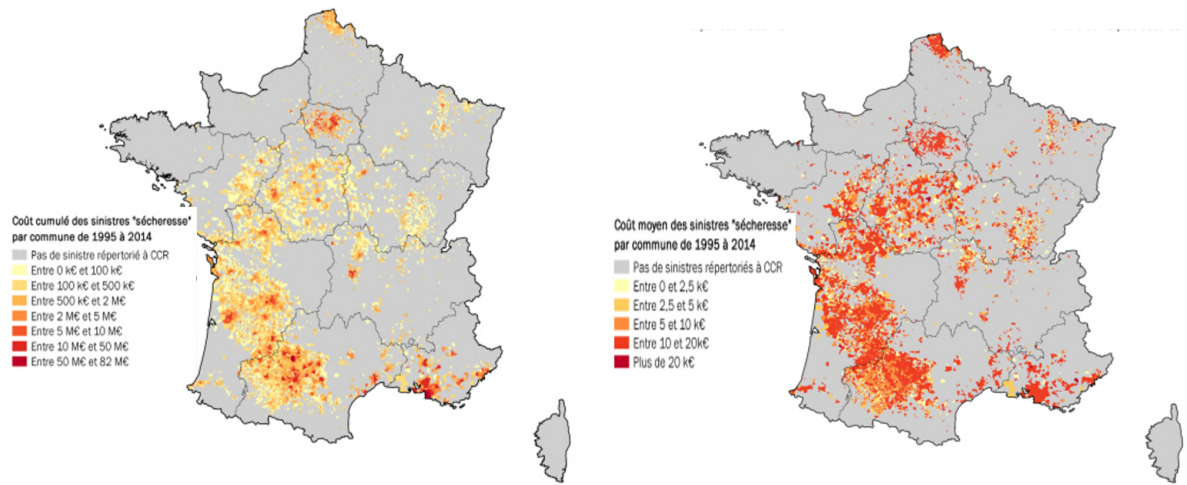 Coût cumulé des sinistres "sécheresse"
par commune de 1995 à 2014
Pas de sinistre répertorié à CCR
Entre 0 k€ et 100 k€
Entre 100 k€ et 500 k€
Entre 500 k€ et 2 M€
Entre 2 M€ et 5 M€
Entre 5 M€ et 10 M€
Entre 10 M€ et 50 M€
Entre 50 M€ et 82 M€
Coût moyen des sinistres "sécheresse"
par commune de 1995 à 2014
Pas de sinistres répertoriés à CCR
Entre 0 et 2,5 k€
Entre 2,5 et 5 k€
Entre 5 et 10 k€
Entre 10 et 20k€
Plus de 20 k€